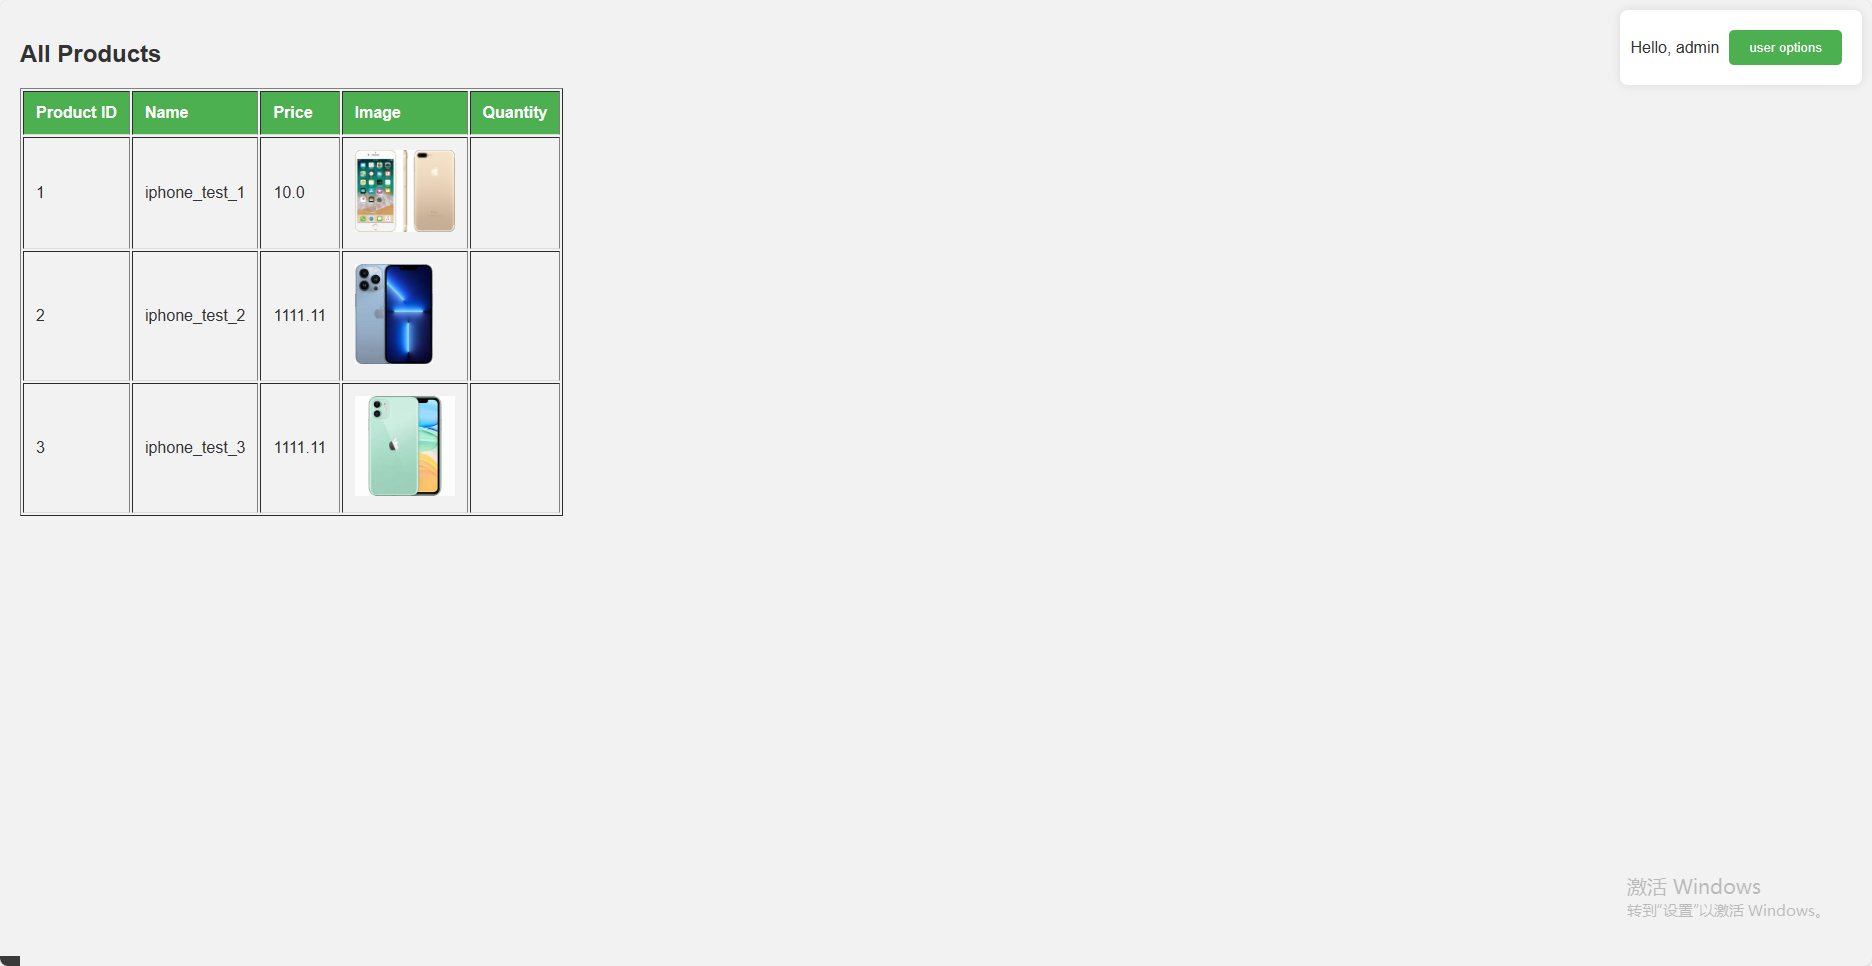 Hello, admin user options
All Products
Product ID Name Price Image Quantity
1 iphone_test_1 10.0
2 iphone_test_2 1111.11
3 iphone_test_3 1111.11
激活 Windows
转到“设置”以激活 Windows。